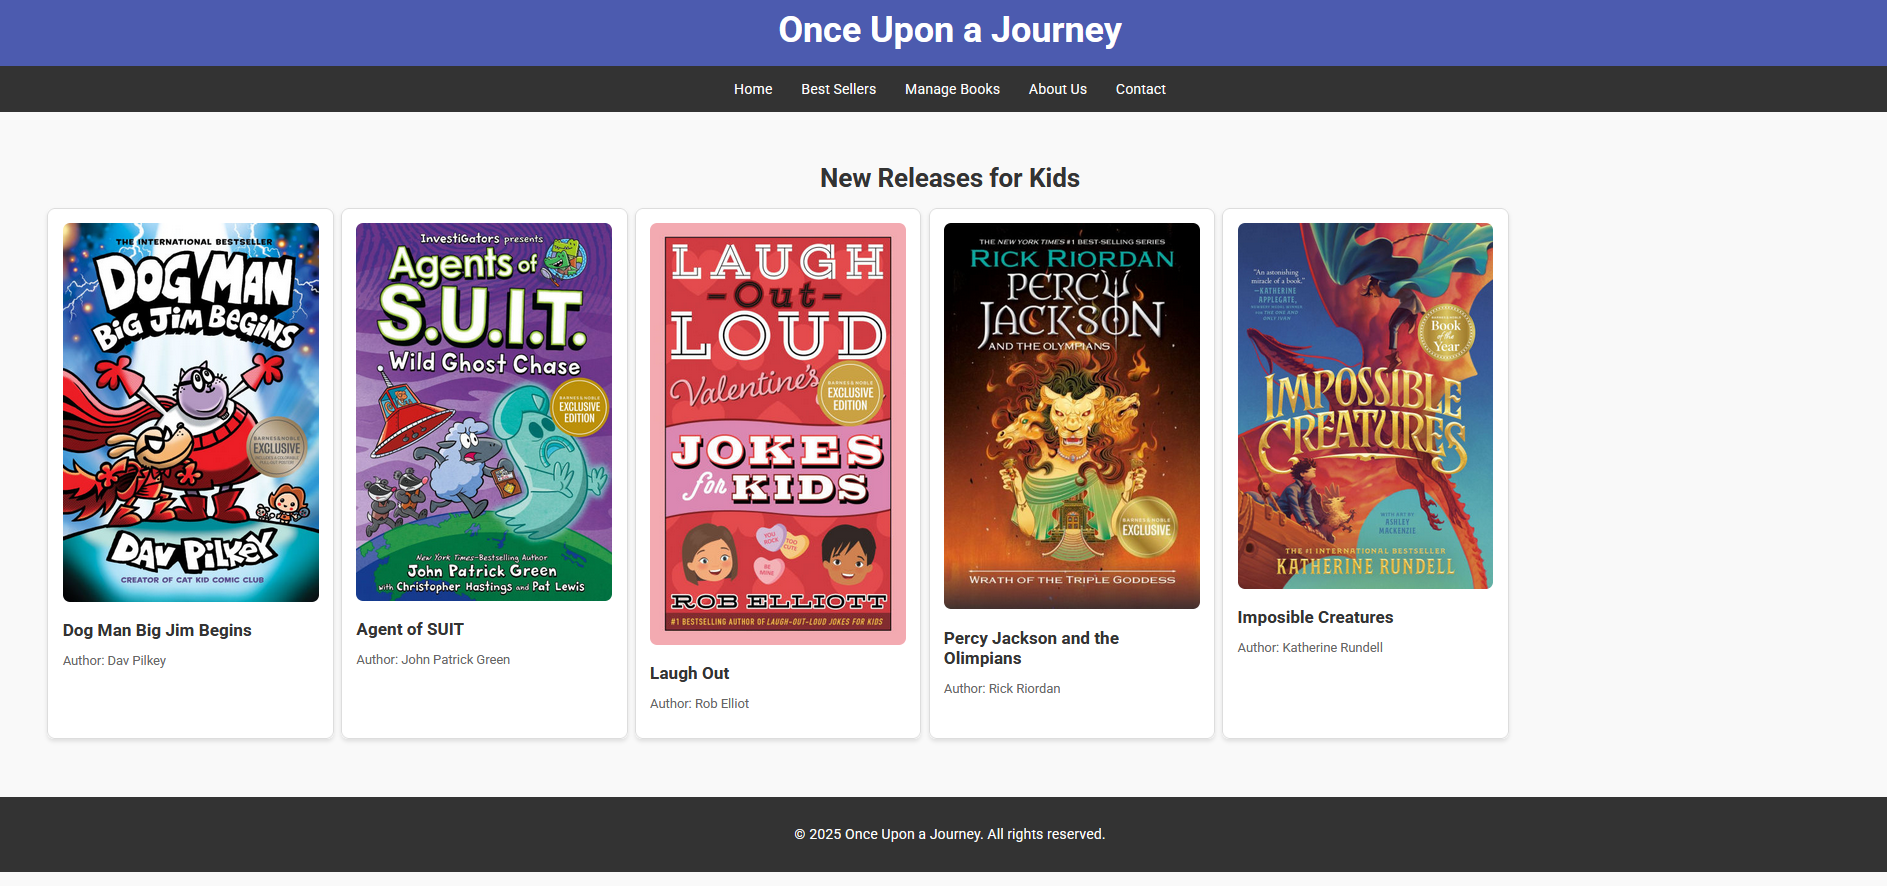 Once Upon a Journey
Home Best Sellers Manage Books About Us Contact
New Releases for Kids
THE INTERNATIONAL BESTSELLER
DOG MAN
BIG JIM BEGINS
BARNES & NOBLE
EXCLUSIVE
DAV PILKEY
CREATOR OF CAT KID COMIC CLUB
Dog Man Big Jim Begins
Author: Dav Pilkey
InvestiGators presents
Agents of
S.U.I.T.
Wild Ghost Chase
BARNES & NOBLE
EXCLUSIVE
EDITION
New York Times-Bestselling Author
John Patrick Green
with Christopher Hastings and Pat Lewis
Agent of SUIT
Author: John Patrick Green
LAUGH
-Out-
LOUD
Valentine's
BARNES & NOBLE
EXCLUSIVE
EDITION
JOKES
for KIDS
YOU
ROCK
TOO
CUTE
BE
MINE
ROB ELLIOTT
#1 BESTSELLING AUTHOR OF LAUGH-OUT-LOUD JOKES FOR KIDS
Laugh Out
Author: Rob Elliot
THE NEW YORK TIMES #1 BEST-SELLING SERIES
RICK RIORDAN
PERCY
JACKSON
AND THE OLYMPIANS
BARNES & NOBLE
EXCLUSIVE
WRATH OF THE TRIPLE GODDESS
Percy Jackson and the
Olimpians
Author: Rick Riordan
"An astonishing
miracle of a book."
—KATHERINE
APPLEGATE,
Book
of the
Year
IMPOSSIBLE
CREATURES
WITH ART BY
ASHLEY
MACKENZIE
THE #1 INTERNATIONAL BESTSELLER
KATHERINE RUNDELL
Imposible Creatures
Author: Katherine Rundell
© 2025 Once Upon a Journey. All rights reserved.